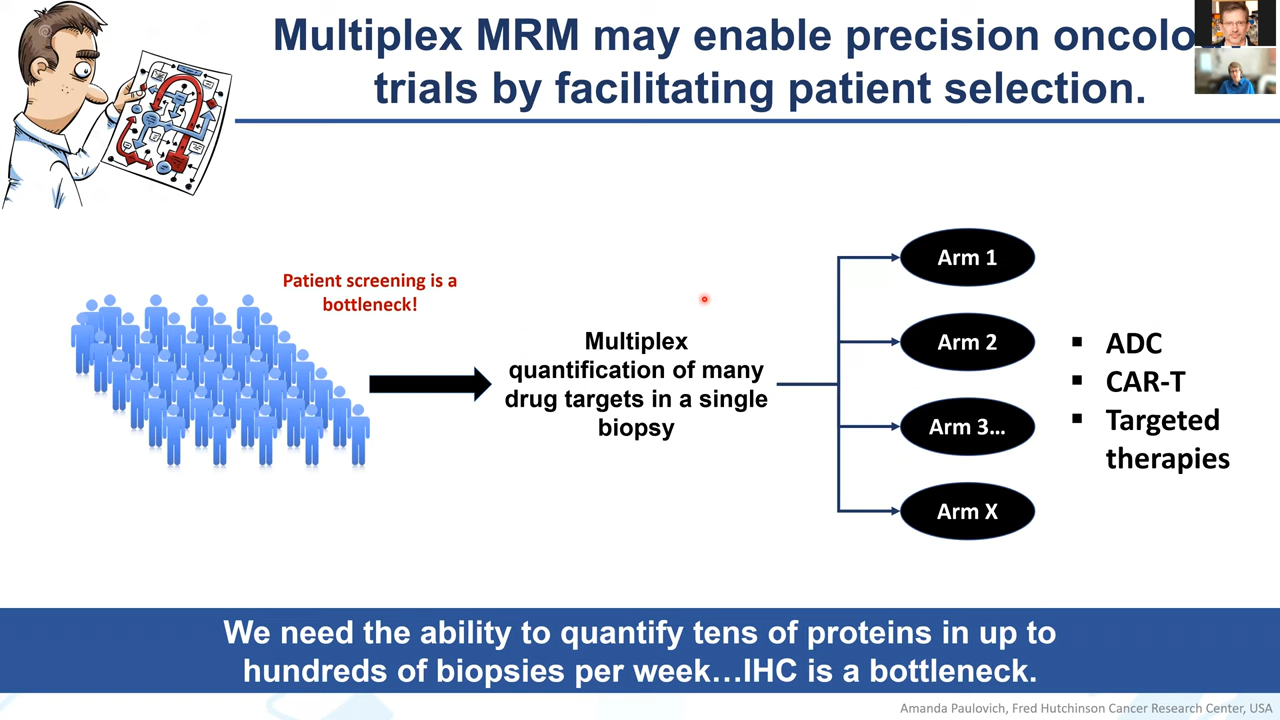 Multiplex MRM may enable precision
trials by facilitating patient selection.
Patient screening is a
bottleneck!
Multiplex
quantification of many
drug targets in a single
biopsy
Arm 1
Arm 2
Arm 3...
Arm X
▪ ADC
▪ CAR-T
▪ Targeted
therapies
We need the ability to quantify tens of proteins in up to
hundreds of biopsies per week...IHC is a bottleneck.
Amanda Paulovich, Fred Hutchinson Cancer Research Center, USA